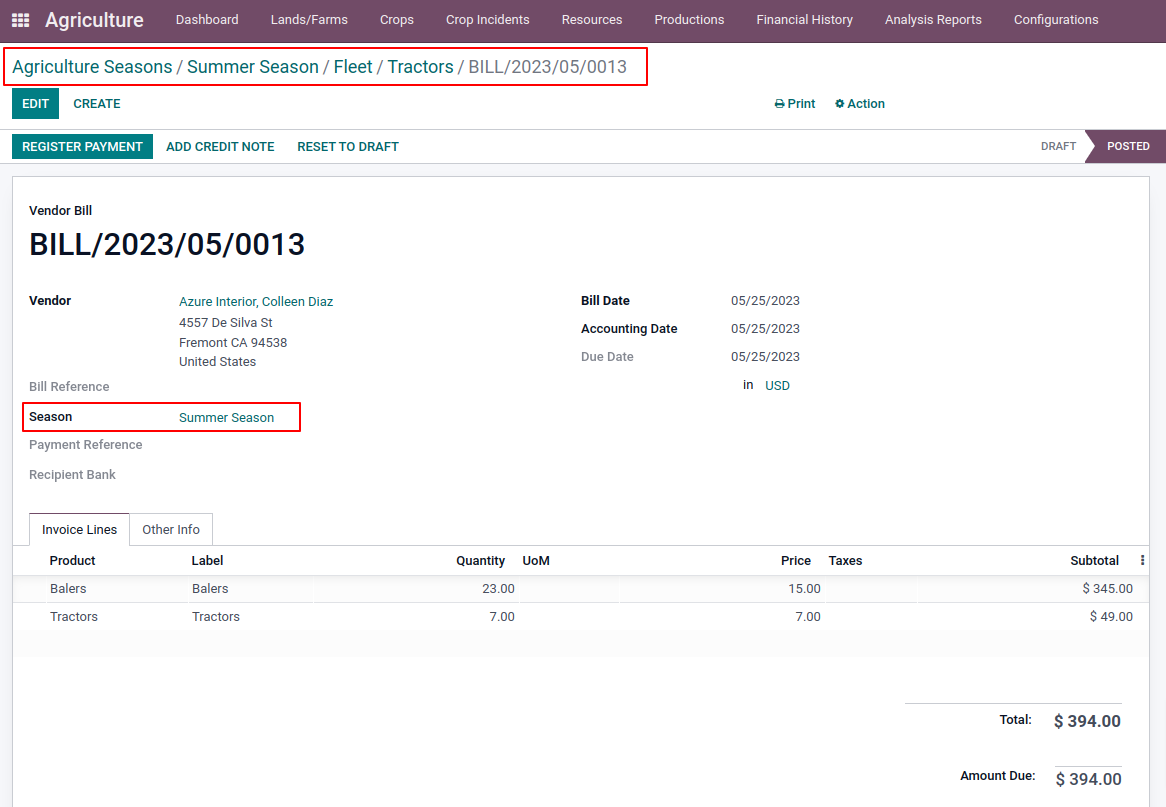 Agriculture Dashboard Lands/Farms Crops Crop Incidents Resources Productions Financial History Analysis Reports Configurations
Agriculture Seasons / Summer Season / Fleet / Tractors / BILL/2023/05/0013
EDIT CREATE Print Action
REGISTER PAYMENT ADD CREDIT NOTE RESET TO DRAFT DRAFT POSTED
Vendor Bill
BILL/2023/05/0013
Vendor Azure Interior, Colleen Diaz Bill Date 05/25/2023
4557 De Silva St Accounting Date 05/25/2023
Fremont CA 94538 Due Date 05/25/2023
United States
Bill Reference in USD
Season Summer Season
Payment Reference
Recipient Bank
Invoice Lines Other Info
Product Label Quantity UoM Price Taxes Subtotal
Balers Balers 23.00 15.00 $ 345.00
Tractors Tractors 7.00 7.00 $ 49.00
Total: $ 394.00
Amount Due: $ 394.00